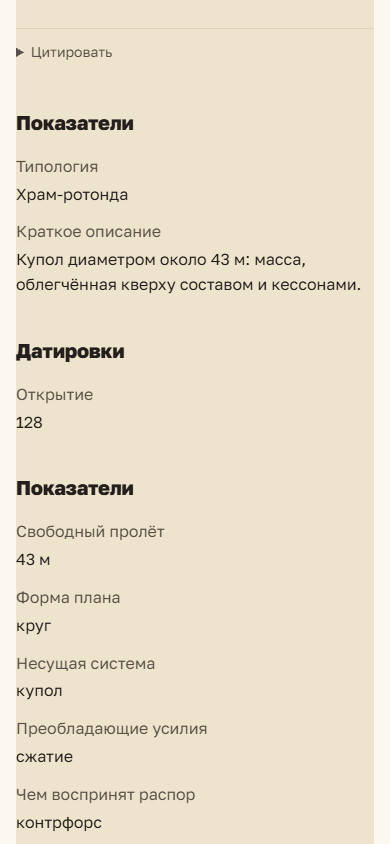 Цитировать
Показатели
Типология
Храм-ротонда
Краткое описание
Купол диаметром около 43 м: масса,
облегчённая кверху составом и кессонами.
Датировки
Открытие
128
Показатели
Свободный пролёт
43 м
Форма плана
круг
Несущая система
купол
Преобладающие усилия
сжатие
Чем воспринят распор
контрфорс